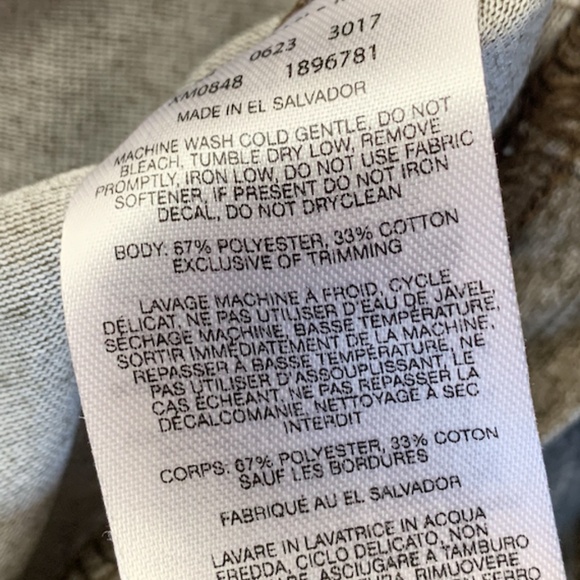 0623 3017
XM0848 1896781
MADE IN EL SALVADOR
MACHINE WASH COLD GENTLE, DO NOT
BLEACH, TUMBLE DRY LOW, REMOVE
PROMPTLY, IRON LOW, DO NOT USE FABRIC
SOFTENER, IF PRESENT DO NOT IRON
DECAL, DO NOT DRYCLEAN
BODY: 67% POLYESTER, 33% COTTON
EXCLUSIVE OF TRIMMING
LAVAGE MACHINE À FROID, CYCLE
DÉLICAT, NE PAS UTILISER D'EAU DE JAVEL,
SÉCHAGE MACHINE, BASSE TEMPÉRATURE,
SORTIR IMMÉDIATEMENT DE LA MACHINE,
REPASSER À BASSE TEMPÉRATURE, NE
PAS UTILISER D'ASSOUPLISSANT, LE
CAS ÉCHÉANT, NE PAS REPASSER LA
DÉCALCOMANIE, NETTOYAGE À SEC
INTERDIT
CORPS: 67% POLYESTER, 33% COTON
SAUF LES BORDURES
FABRIQUÉ AU EL SALVADOR
LAVARE IN LAVATRICE IN ACQUA
FREDDA, CICLO DELICATO, NON
ASCIUGARE A TAMBURO
RIMUOVERE
FERRO